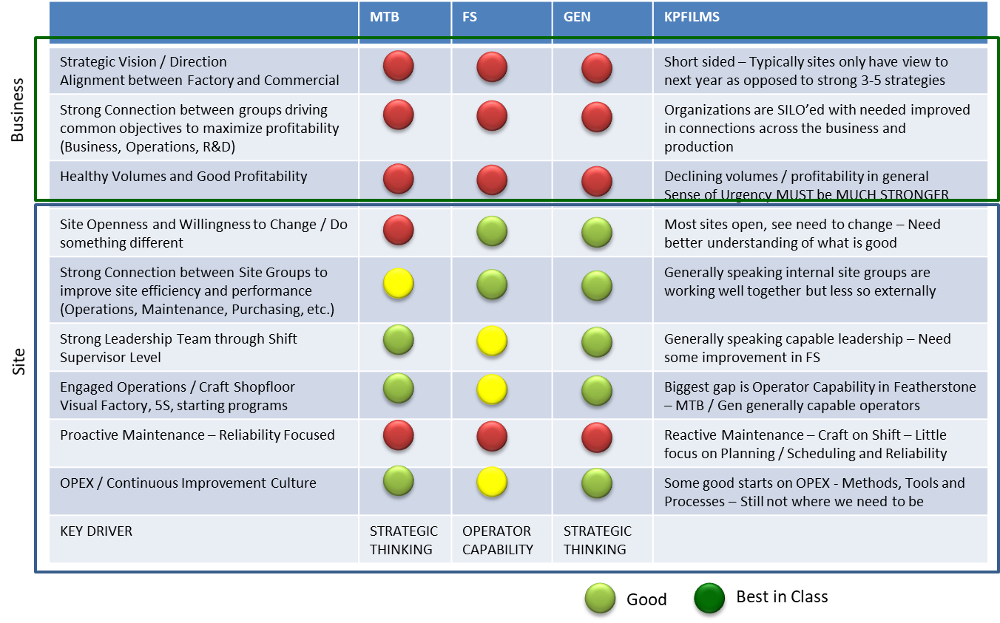 MTB FS GEN KPFILMS
Business
Strategic Vision / Direction
Alignment between Factory and Commercial
Short sided – Typically sites only have view to
next year as opposed to strong 3-5 strategies
Strong Connection between groups driving
common objectives to maximize profitability
(Business, Operations, R&D)
Organizations are SILO’ed with needed improved
in connections across the business and
production
Healthy Volumes and Good Profitability
Declining volumes / profitability in general
Sense of Urgency MUST be MUCH STRONGER
Site
Site Openness and Willingness to Change / Do
something different
Most sites open, see need to change – Need
better understanding of what is good
Strong Connection between Site Groups to
improve site efficiency and performance
(Operations, Maintenance, Purchasing, etc.)
Generally speaking internal site groups are
working well together but less so externally
Strong Leadership Team through Shift
Supervisor Level
Generally speaking capable leadership – Need
some improvement in FS
Engaged Operations / Craft Shopfloor
Visual Factory, 5S, starting programs
Biggest gap is Operator Capability in Featherstone
– MTB / Gen generally capable operators
Proactive Maintenance – Reliability Focused
Reactive Maintenance – Craft on Shift – Little
focus on Planning / Scheduling and Reliability
OPEX / Continuous Improvement Culture
Some good starts on OPEX - Methods, Tools and
Processes – Still not where we need to be
KEY DRIVER
STRATEGIC
THINKING
OPERATOR
CAPABILITY
STRATEGIC
THINKING
Good
Best in Class